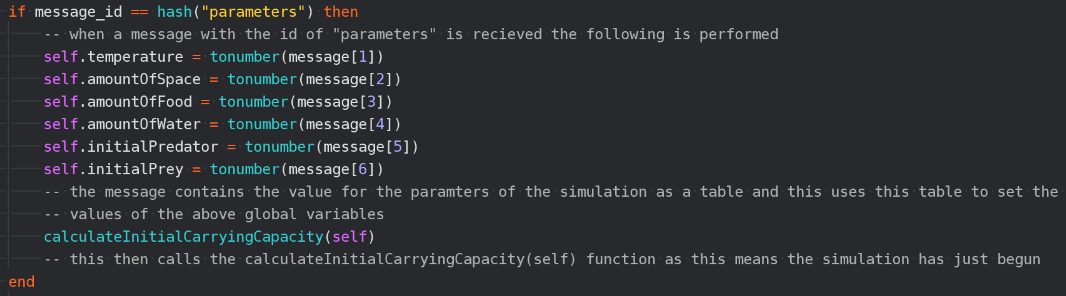 if message_id == hash("parameters") then
-- when a message with the id of "parameters" is recieved the following is performed
self.temperature = tonumber(message[1])
self.amountOfSpace = tonumber(message[2])
self.amountOfFood = tonumber(message[3])
self.amountOfWater = tonumber(message[4])
self.initialPredator = tonumber(message[5])
self.initialPrey = tonumber(message[6])
-- the message contains the value for the paramters of the simulation as a table and this uses this table to set the
-- values of the above global variables
calculateInitialCarryingCapacity(self)
-- this then calls the calculateInitialCarryingCapacity(self) function as this means the simulation has just begun
end